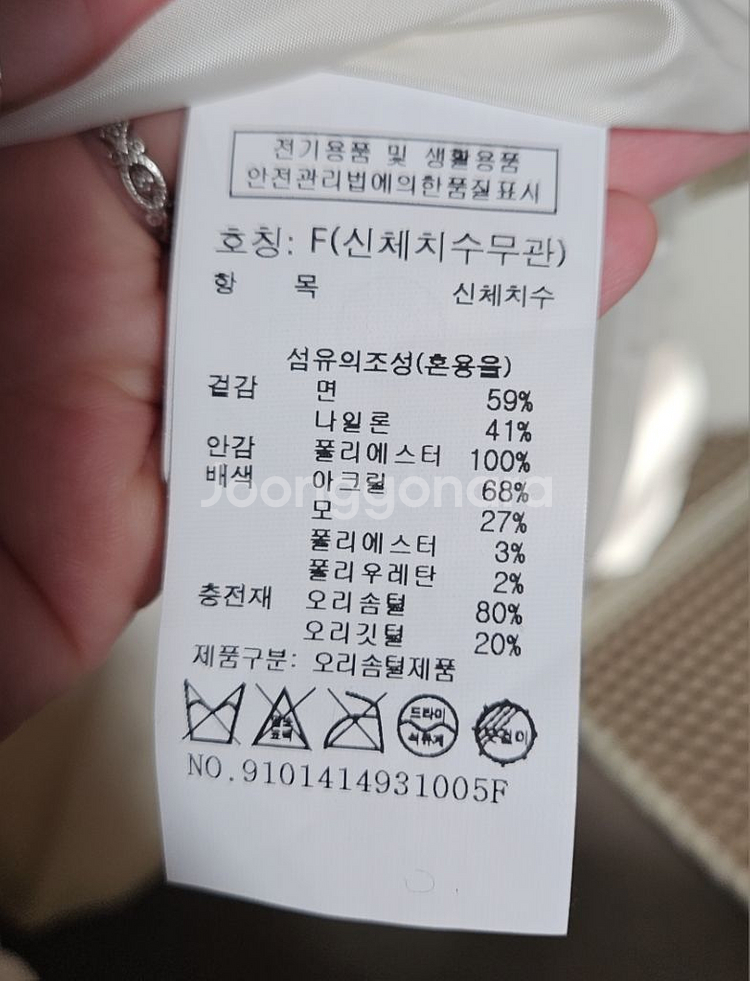 전기용품 및 생활용품
안전관리법에의한품질표시
호칭: F(신체치수무관)
항 목 신체치수
섬유의조성(혼용율)
겉감 면 59%
나일론 41%
안감 폴리에스터 100%
배색 아크릴 68%
모 27%
폴리에스터 3%
폴리우레탄 2%
충전재 오리솜털 80%
오리깃털 20%
제품구분: 오리솜털제품
드라이
석유계
옷걸이
NO.9101414931005F
Joonggonara